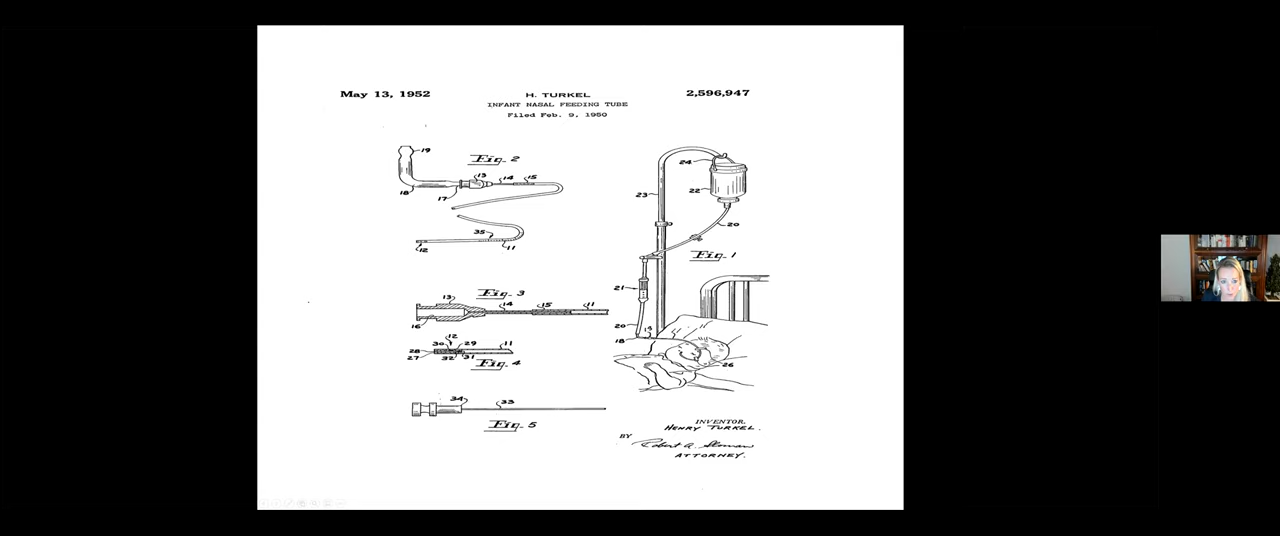 May 13, 1952
H. TURKEL
2,596,947
INFANT NASAL FEEDING TUBE
Filed Feb. 9, 1950
19
Fig. 2
13
14
15
18
17
35
12
11
24
23
22
20
Fig. 1
21
20
18
15
26
Fig. 3
13
14
15
11
16
12
30
29
11
28
27
32
31
Fig. 4
34
33
Fig. 5
INVENTOR.
HENRY TURKEL.
BY
Robert A. Sloman
ATTORNEY.